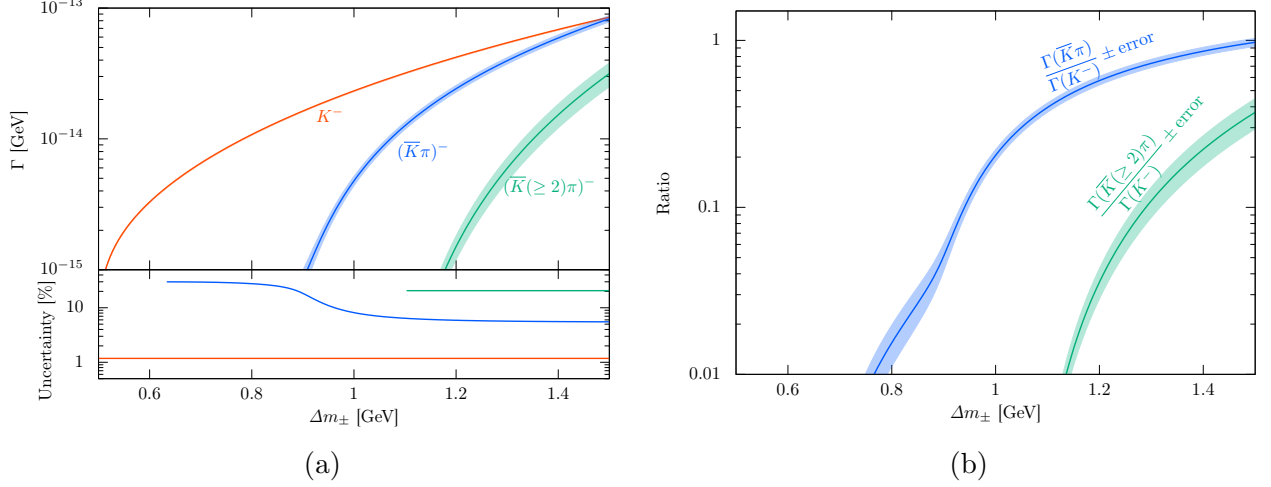 10⁻¹³
10⁻¹⁴
10⁻¹⁵
Γ [GeV]
K⁻
(K̅π)⁻
(K̅(≥ 2)π)⁻
10
1
Uncertainty [%]
0.6 0.8 1 1.2 1.4
Δm± [GeV]
(a)
1
0.1
0.01
Ratio
Γ(K̅π)
Γ(K⁻)
± error
Γ(K̅(≥ 2)π)
Γ(K⁻)
± error
0.6 0.8 1 1.2 1.4
Δm± [GeV]
(b)